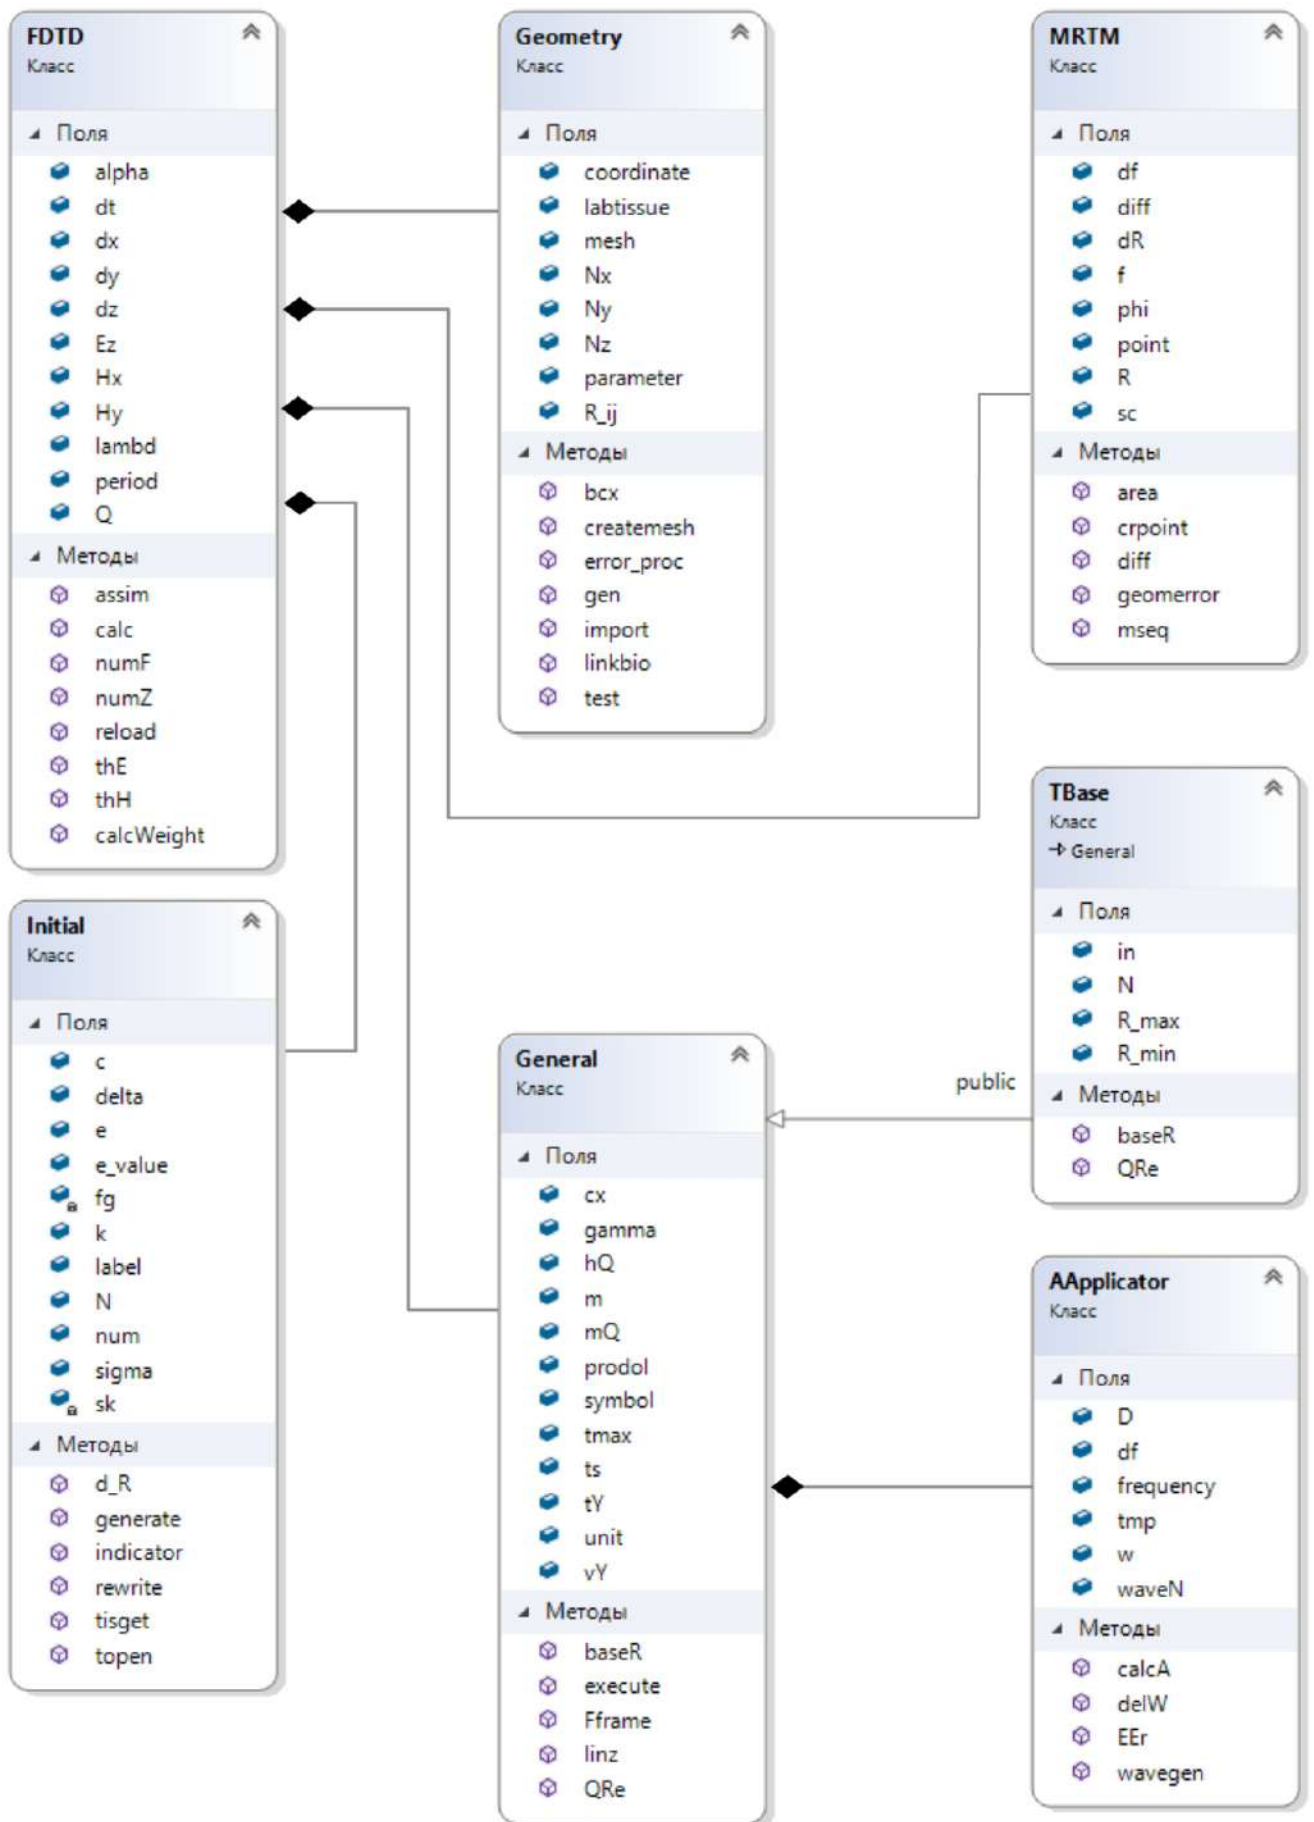 FDTD
Класс
Поля
alpha
dt
dx
dy
dz
Ez
Hx
Hy
lambd
period
Q
Методы
assim
calc
numF
numZ
reload
thE
thH
calcWeight
Geometry
Класс
Поля
coordinate
labtissue
mesh
Nx
Ny
Nz
parameter
R_ij
Методы
bcx
createmesh
error_proc
gen
import
linkbio
test
MRTM
Класс
Поля
df
diff
dR
f
phi
point
R
sc
Методы
area
crpoint
diff
geomerror
mseq
Initial
Класс
Поля
c
delta
e
e_value
fg
k
label
N
num
sigma
sk
Методы
d_R
generate
indicator
rewrite
tisget
topen
General
Класс
Поля
cx
gamma
hQ
m
mQ
prodol
symbol
tmax
ts
tY
unit
vY
Методы
baseR
execute
Fframe
linz
QRe
public
TBase
Класс
General
Поля
in
N
R_max
R_min
Методы
baseR
QRe
AApplicator
Класс
Поля
D
df
frequency
tmp
w
waveN
Методы
calcA
delW
EEr
wavegen